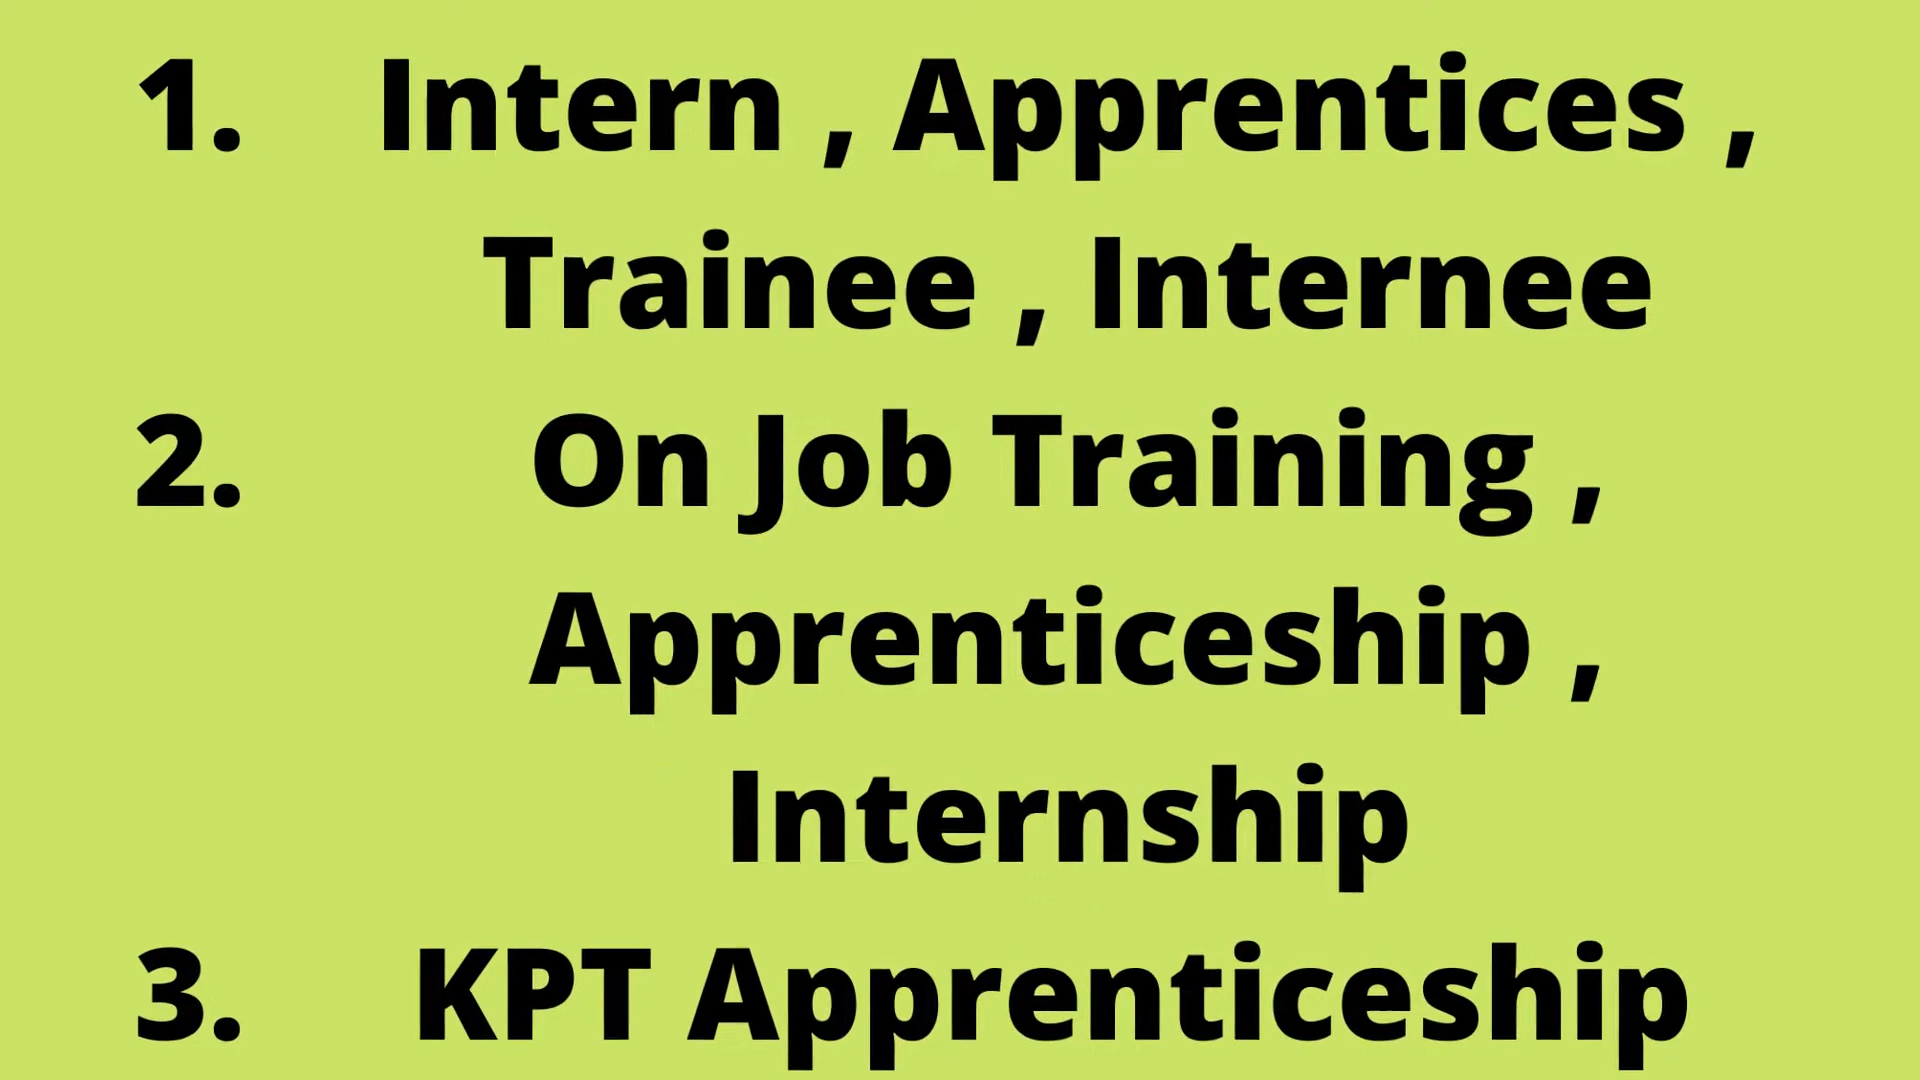 1. Intern , Apprentices ,
Trainee , Internee
2. On Job Training ,
Apprenticeship ,
Internship
3. KPT Apprenticeship